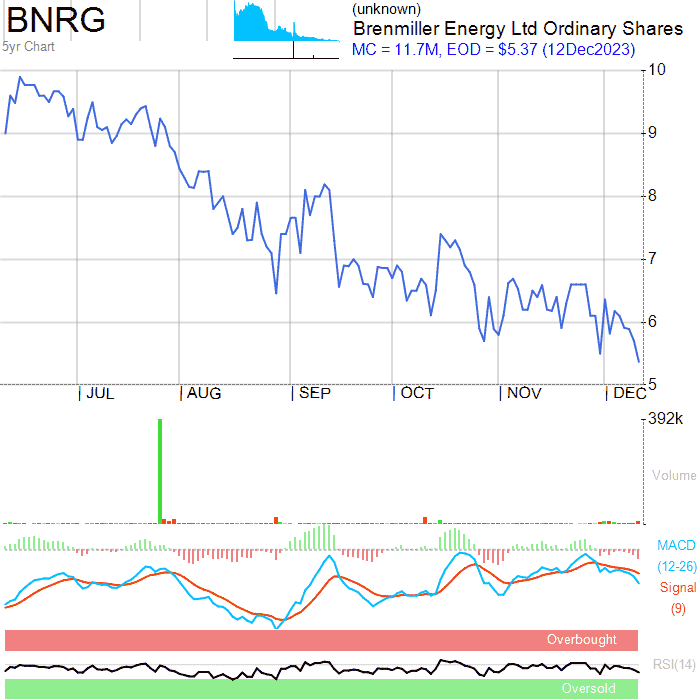 BNRG
5yr Chart
(unknown)
Brenmiller Energy Ltd Ordinary Shares
MC = 11.7M, EOD = $5.37 (12Dec2023)
10
9
8
7
6
5
JUL AUG SEP OCT NOV DEC
392k
Volume
MACD
(12-26)
Signal
(9)
Overbought
RSI(14)
Oversold